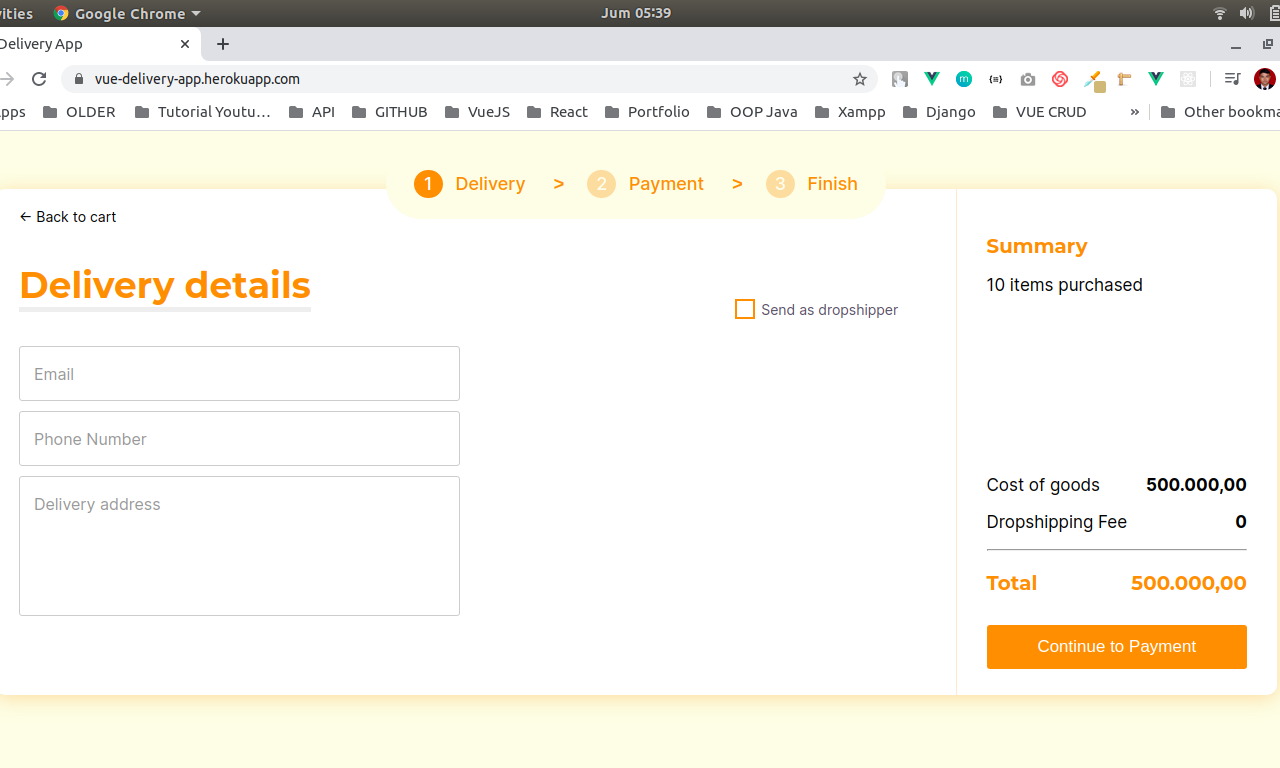 ities Google Chrome Jum 05:39
Delivery App
vue-delivery-app.herokuapp.com
pps OLDER Tutorial Youtu... API GITHUB VueJS React Portfolio OOP Java Xampp Django VUE CRUD » Other bookma
1 Delivery > 2 Payment > 3 Finish
← Back to cart
Delivery details
Send as dropshipper
Email
Phone Number
Delivery address
Summary
10 items purchased
Cost of goods 500.000,00
Dropshipping Fee 0
Total 500.000,00
Continue to Payment